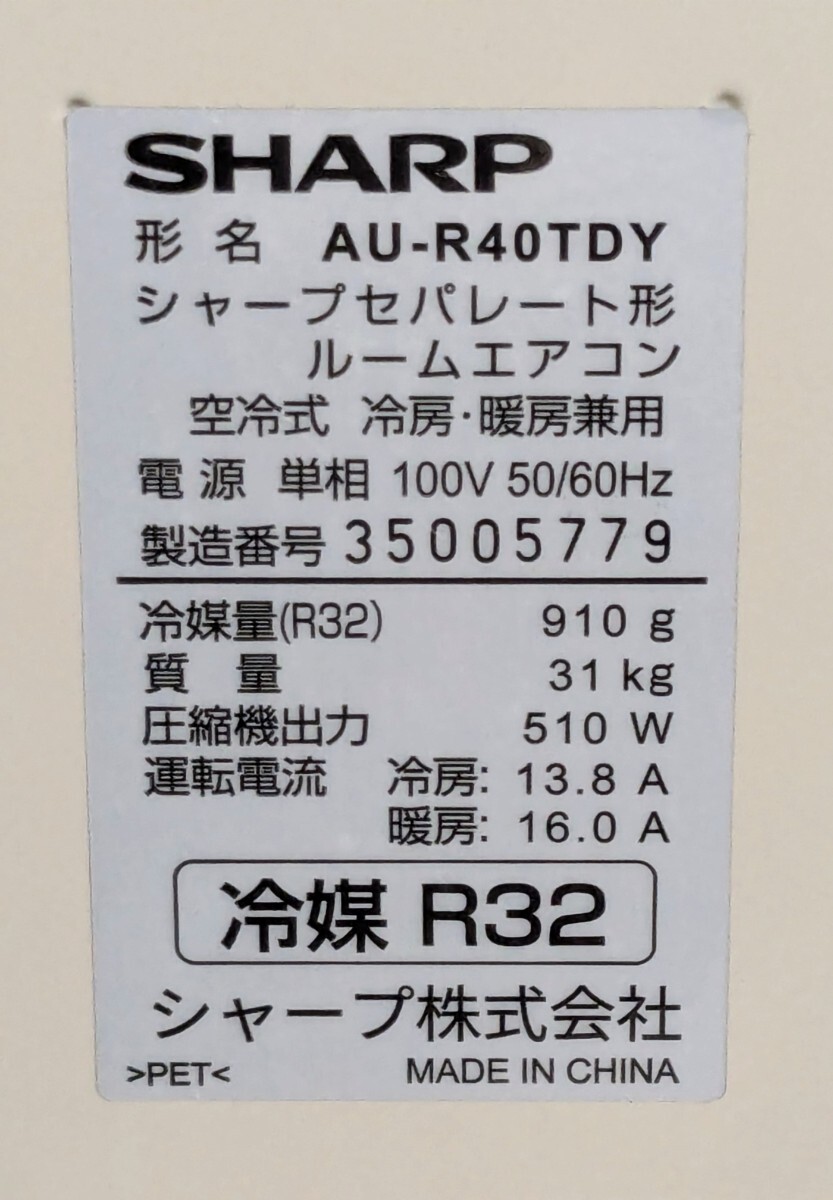 SHARP
形名 AU-R40TDY
シャープセパレート形
ルームエアコン
空冷式 冷房・暖房兼用
電源 単相 100V 50/60Hz
製造番号 35005779
冷媒量(R32) 910 g
質量 31 kg
圧縮機出力 510 W
運転電流 冷房: 13.8 A
暖房: 16.0 A
冷媒 R32
シャープ株式会社
>PET< MADE IN CHINA